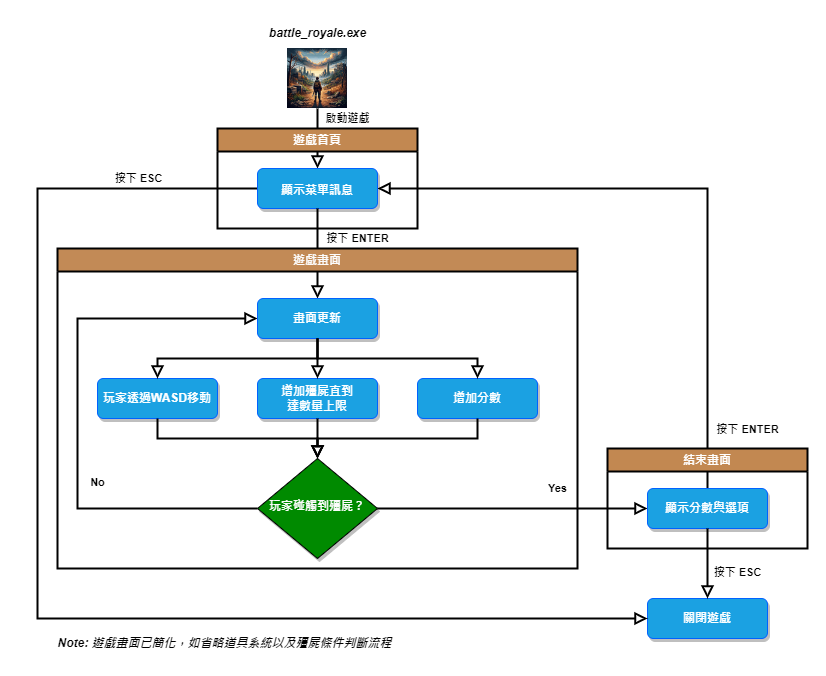 battle_royale.exe
啟動遊戲
遊戲首頁
按下 ESC
顯示菜單訊息
按下 ENTER
遊戲畫面
畫面更新
玩家透過WASD移動
增加殭屍直到
達數量上限
增加分數
按下 ENTER
結束畫面
No
Yes
玩家碰觸到殭屍？
顯示分數與選項
按下 ESC
關閉遊戲
Note: 遊戲畫面已簡化，如省略道具系統以及殭屍條件判斷流程